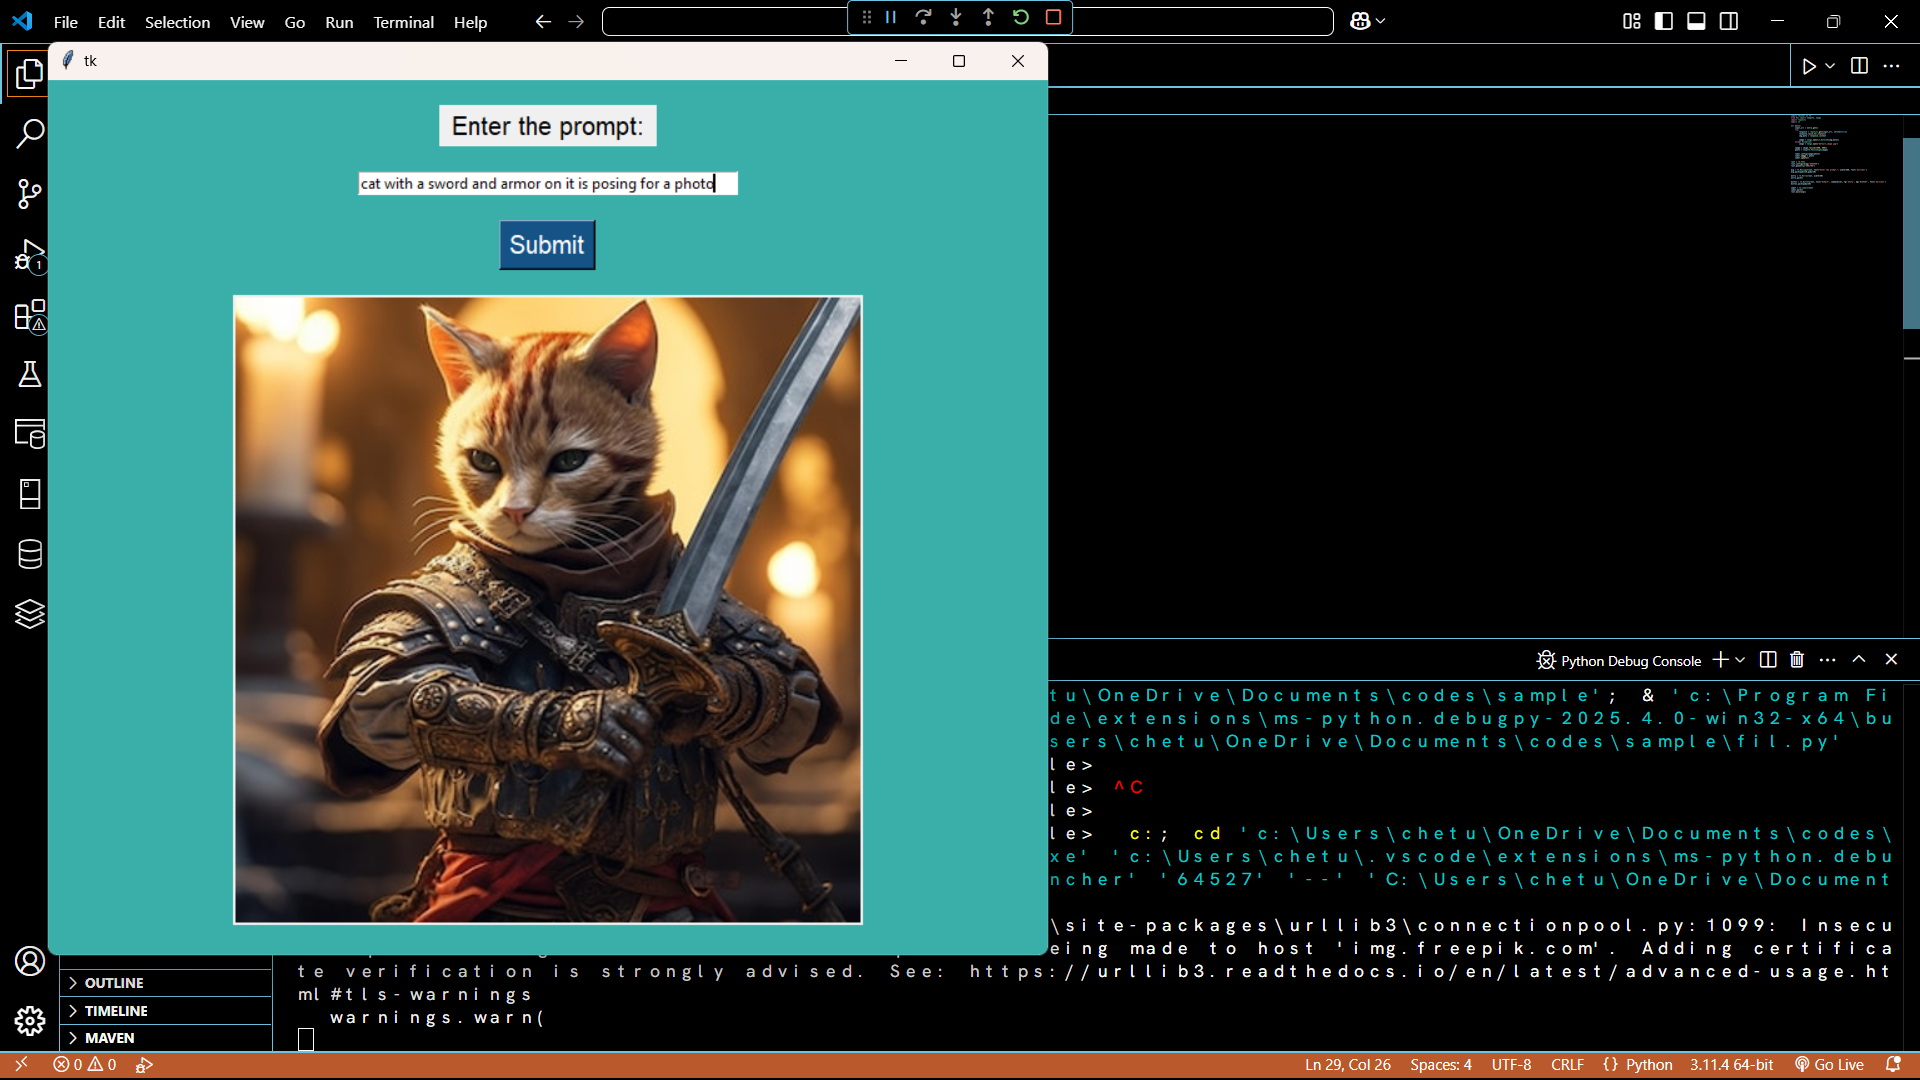 File Edit Selection View Go Run Terminal Help
tk
Enter the prompt:
cat with a sword and armor on it is posing for a photo
Submit
1
Python Debug Console
tu\OneDrive\Documents\codes\sample'; & 'c:\Program Fi
de\extensions\ms-python.debugpy-2025.4.0-win32-x64\bu
sers\chetu\OneDrive\Documents\codes\sample\fil.py'
le>
le> ^C
le>
le> c:; cd 'c:\Users\chetu\OneDrive\Documents\codes\
xe' 'c:\Users\chetu\.vscode\extensions\ms-python.debu
ncher' '64527' '--' 'C:\Users\chetu\OneDrive\Document
\site-packages\urllib3\connectionpool.py:1099: Insecu
eing made to host 'img.freepik.com'. Adding certifica
te verification is strongly advised. See: https://urllib3.readthedocs.io/en/latest/advanced-usage.ht
ml#tls-warnings
warnings.warn(
OUTLINE
TIMELINE
MAVEN
0 0
Ln 29, Col 26 Spaces: 4 UTF-8 CRLF {} Python 3.11.4 64-bit Go Live